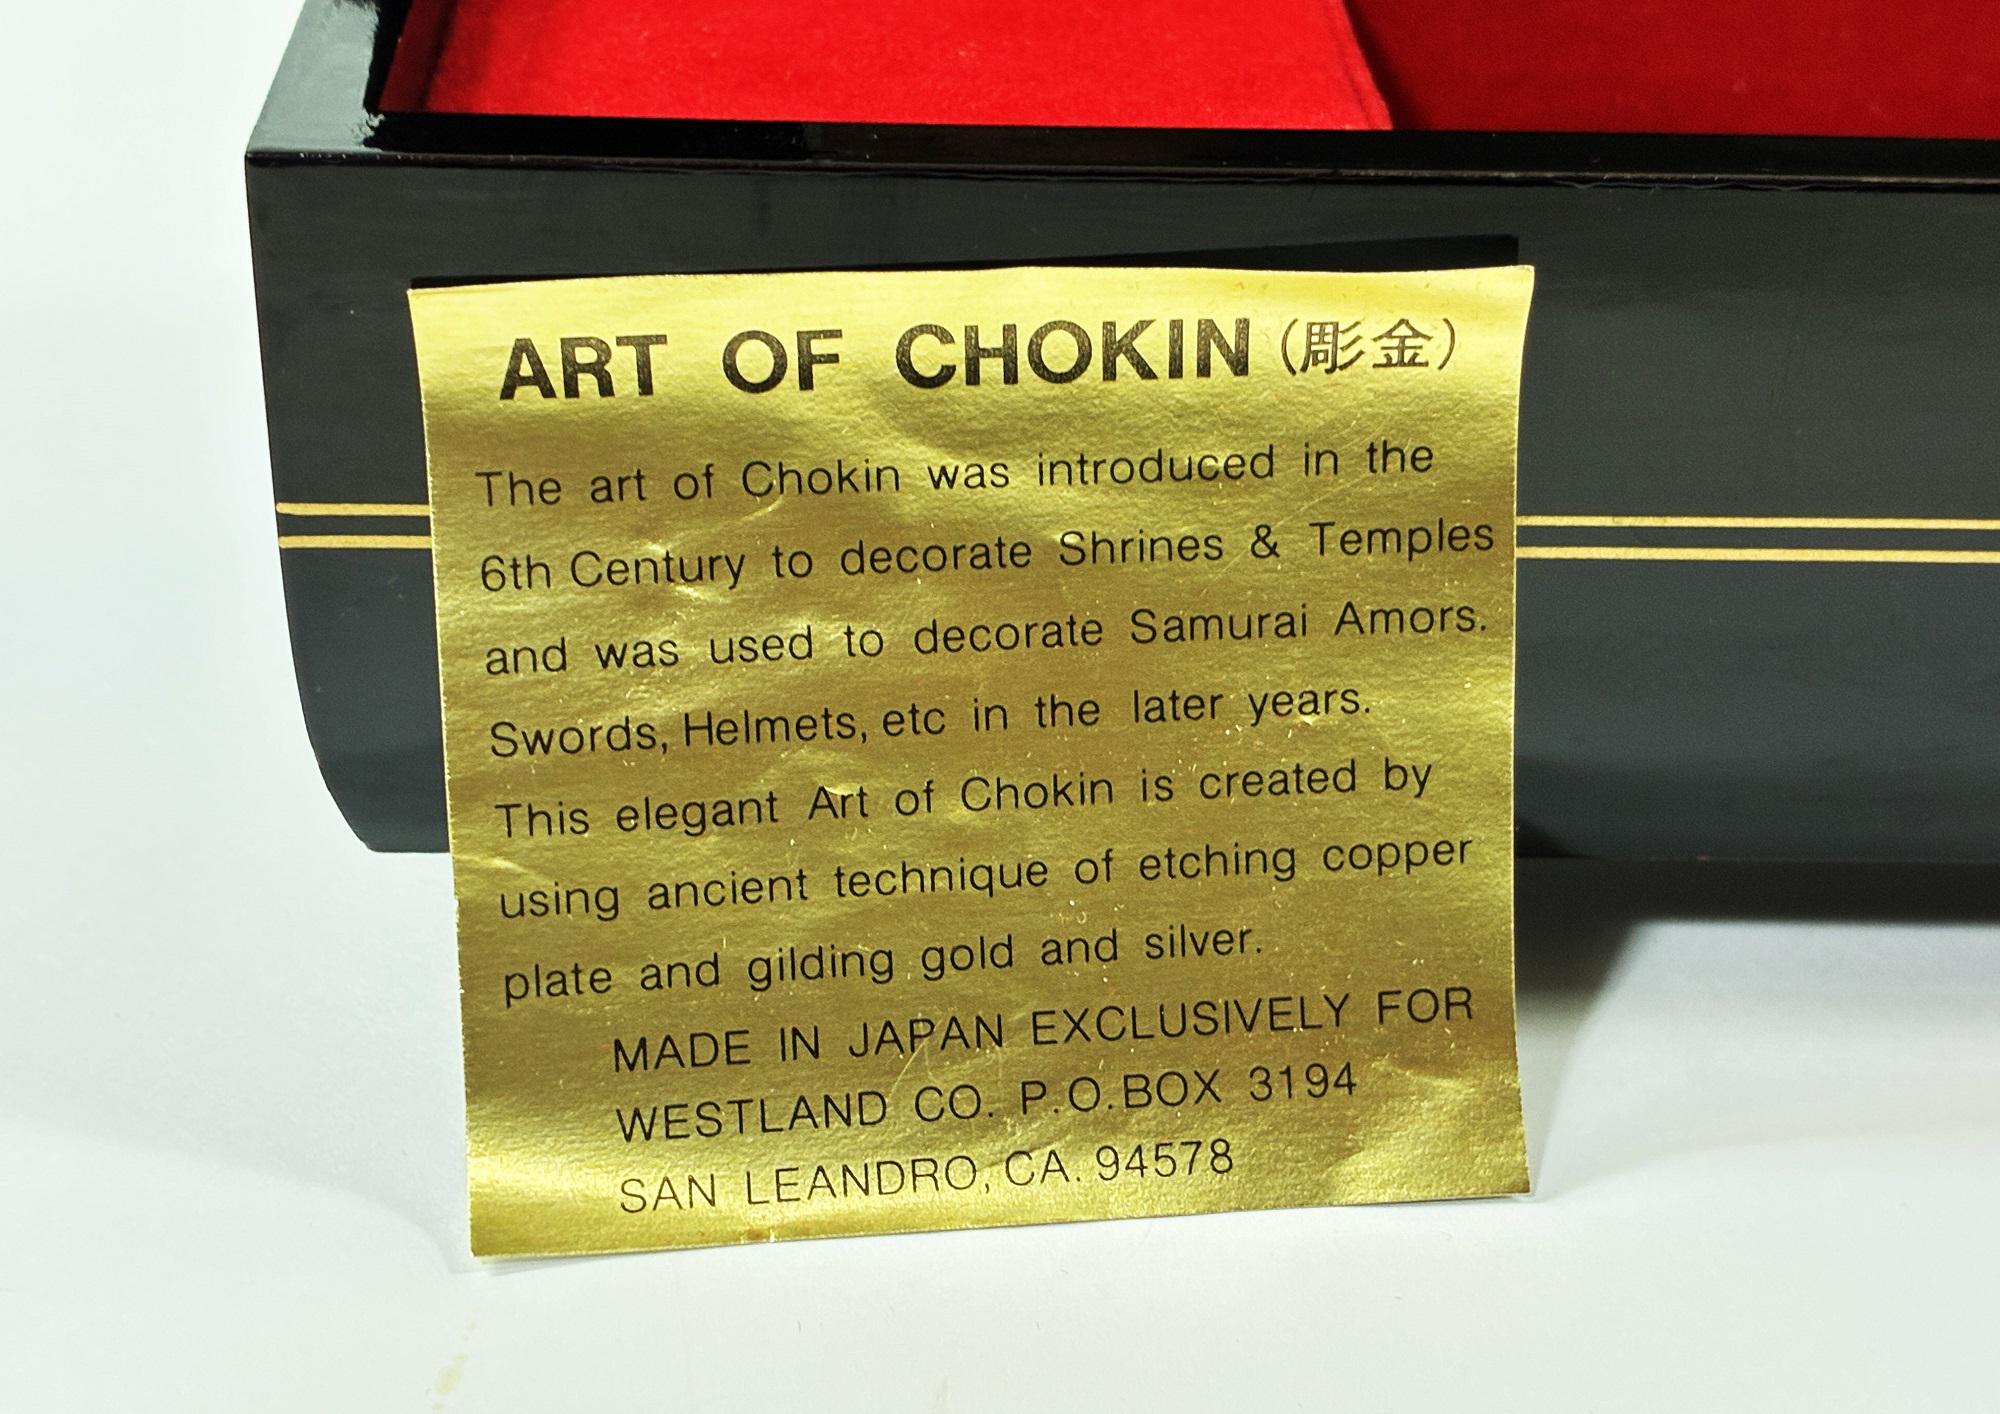 ART OF CHOKIN (彫金)
The art of Chokin was introduced in the
6th Century to decorate Shrines & Temples
and was used to decorate Samurai Amors.
Swords, Helmets, etc in the later years.
This elegant Art of Chokin is created by
using ancient technique of etching copper
plate and gilding gold and silver.
MADE IN JAPAN EXCLUSIVELY FOR
WESTLAND CO. P.O.BOX 3194
SAN LEANDRO, CA. 94578